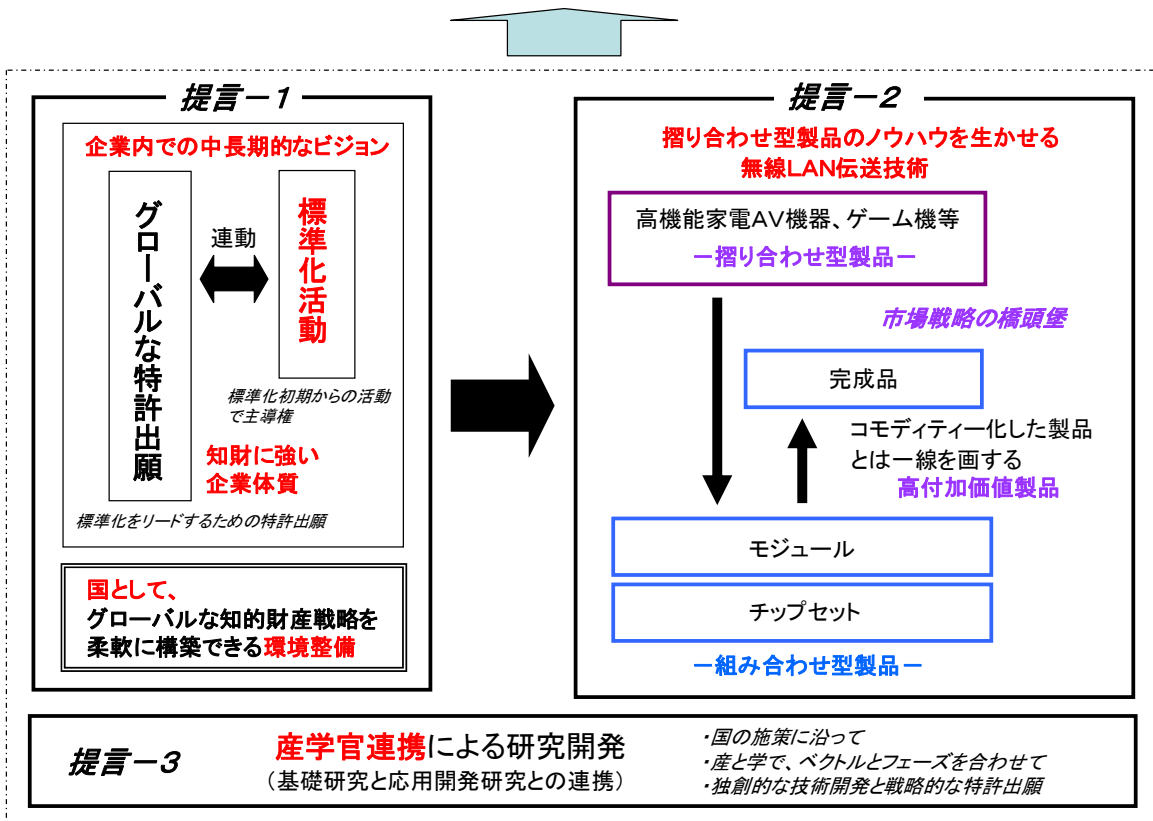 提言－1
企業内での中長期的なビジョン
グローバルな特許出願
連動
標準化活動
標準化初期からの活動
で主導権
知財に強い
企業体質
標準化をリードするための特許出願
国として、
グローバルな知的財産戦略を
柔軟に構築できる環境整備
提言－2
摺り合わせ型製品のノウハウを生かせる
無線LAN伝送技術
高機能家電AV機器、ゲーム機等
－摺り合わせ型製品－
市場戦略の橋頭堡
完成品
コモディティー化した製品
とは一線を画する
高付加価値製品
モジュール
チップセット
－組み合わせ型製品－
提言－3
産学官連携による研究開発
（基礎研究と応用開発研究との連携）
・国の施策に沿って
・産と学で、ベクトルとフェーズを合わせて
・独創的な技術開発と戦略的な特許出願